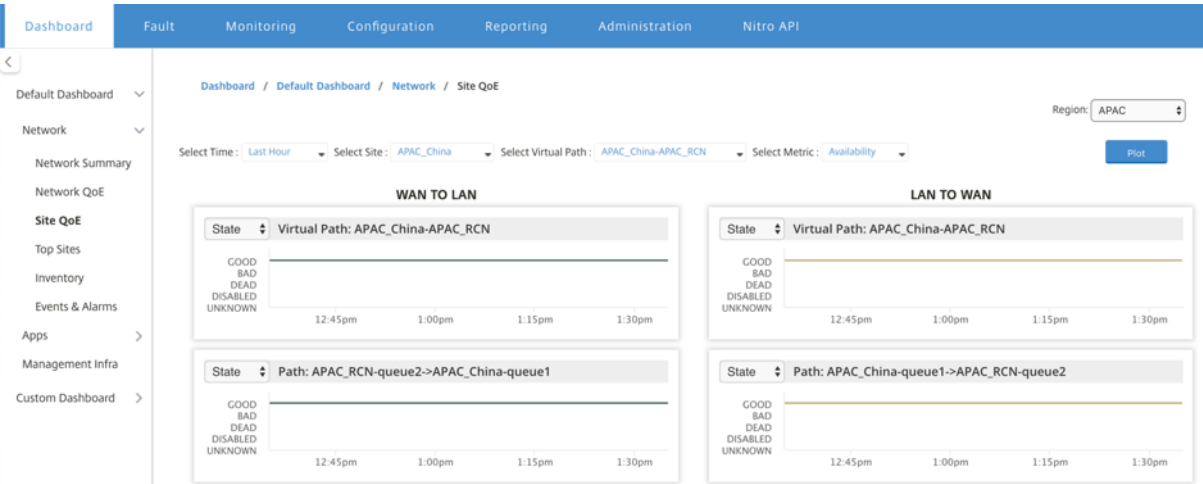 Dashboard Fault Monitoring Configuration Reporting Administration Nitro API
Default Dashboard
Network
Network Summary
Network QoE
Site QoE
Top Sites
Inventory
Events & Alarms
Apps
Management Infra
Custom Dashboard
Dashboard / Default Dashboard / Network / Site QoE
Region: APAC
Select Time : Last Hour Select Site : APAC_China Select Virtual Path : APAC_China-APAC_RCN Select Metric : Availability Plot
WAN TO LAN
State Virtual Path: APAC_China-APAC_RCN
GOOD
BAD
DEAD
DISABLED
UNKNOWN
12:45pm 1:00pm 1:15pm 1:30pm
State Path: APAC_RCN-queue2->APAC_China-queue1
GOOD
BAD
DEAD
DISABLED
UNKNOWN
12:45pm 1:00pm 1:15pm 1:30pm
LAN TO WAN
State Virtual Path: APAC_China-APAC_RCN
GOOD
BAD
DEAD
DISABLED
UNKNOWN
12:45pm 1:00pm 1:15pm 1:30pm
State Path: APAC_China-queue1->APAC_RCN-queue2
GOOD
BAD
DEAD
DISABLED
UNKNOWN
12:45pm 1:00pm 1:15pm 1:30pm